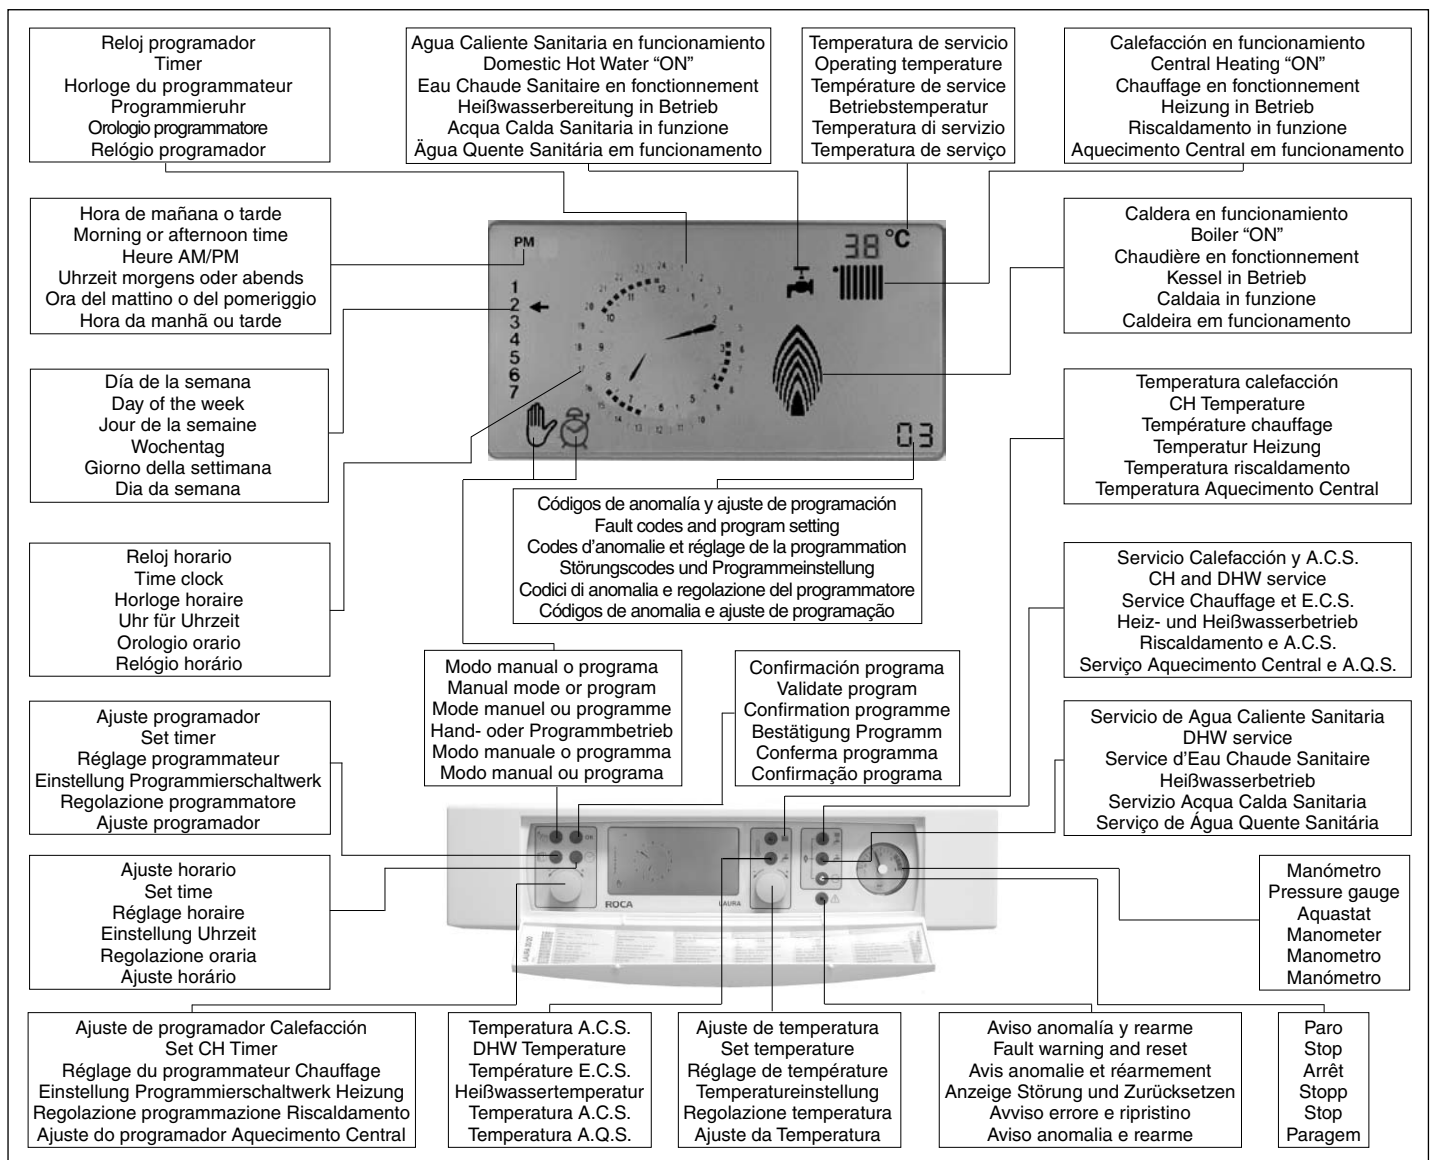 Reloj programador
Timer
Horloge du programmateur
Programmieruhr
Orologio programmatore
Relógio programador
Agua Caliente Sanitaria en funcionamiento
Domestic Hot Water “ON”
Eau Chaude Sanitaire en fonctionnement
Heißwasserbereitung in Betrieb
Acqua Calda Sanitaria in funzione
Ägua Quente Sanitária em funcionamento
Temperatura de servicio
Operating temperature
Température de service
Betriebstemperatur
Temperatura di servizio
Temperatura de serviço
Calefacción en funcionamiento
Central Heating “ON”
Chauffage en fonctionnement
Heizung in Betrieb
Riscaldamento in funzione
Aquecimento Central em funcionamento
Hora de mañana o tarde
Morning or afternoon time
Heure AM/PM
Uhrzeit morgens oder abends
Ora del mattino o del pomeriggio
Hora da manhã ou tarde
PM
38 °C
1
2
3
4
5
6
7
03
Caldera en funcionamiento
Boiler “ON”
Chaudière en fonctionnement
Kessel in Betrieb
Caldaia in funzione
Caldeira em funcionamento
Día de la semana
Day of the week
Jour de la semaine
Wochentag
Giorno della settimana
Dia da semana
Temperatura calefacción
CH Temperature
Température chauffage
Temperatur Heizung
Temperatura riscaldamento
Temperatura Aquecimento Central
Códigos de anomalía y ajuste de programación
Fault codes and program setting
Codes d’anomalie et réglage de la programmation
Störungscodes und Programmeinstellung
Codici di anomalia e regolazione del programmatore
Códigos de anomalia e ajuste de programação
Reloj horario
Time clock
Horloge horaire
Uhr für Uhrzeit
Orologio orario
Relógio horário
Servicio Calefacción y A.C.S.
CH and DHW service
Service Chauffage et E.C.S.
Heiz- und Heißwasserbetrieb
Riscaldamento e A.C.S.
Serviço Aquecimento Central e A.Q.S.
Modo manual o programa
Manual mode or program
Mode manuel ou programme
Hand- oder Programmbetrieb
Modo manuale o programma
Modo manual ou programa
Confirmación programa
Validate program
Confirmation programme
Bestätigung Programm
Conferma programma
Confirmação programa
Ajuste programador
Set timer
Réglage programmateur
Einstellung Programmierschaltwerk
Regolazione programmatore
Ajuste programador
Servicio de Agua Caliente Sanitaria
DHW service
Service d’Eau Chaude Sanitaire
Heißwasserbetrieb
Servizio Acqua Calda Sanitaria
Serviço de Água Quente Sanitária
Ajuste horario
Set time
Réglage horaire
Einstellung Uhrzeit
Regolazione oraria
Ajuste horário
OK
ROCA
LAURA
Manómetro
Pressure gauge
Aquastat
Manometer
Manometro
Manómetro
Ajuste de programador Calefacción
Set CH Timer
Réglage du programmateur Chauffage
Einstellung Programmierschaltwerk Heizung
Regolazione programmazione Riscaldamento
Ajuste do programador Aquecimento Central
Temperatura A.C.S.
DHW Temperature
Température E.C.S.
Heißwassertemperatur
Temperatura A.C.S.
Temperatura A.Q.S.
Ajuste de temperatura
Set temperature
Réglage de température
Temperatureinstellung
Regolazione temperatura
Ajuste da Temperatura
Aviso anomalía y rearme
Fault warning and reset
Avis anomalie et réarmement
Anzeige Störung und Zurücksetzen
Avviso errore e ripristino
Aviso anomalia e rearme
Paro
Stop
Arrêt
Stopp
Stop
Paragem